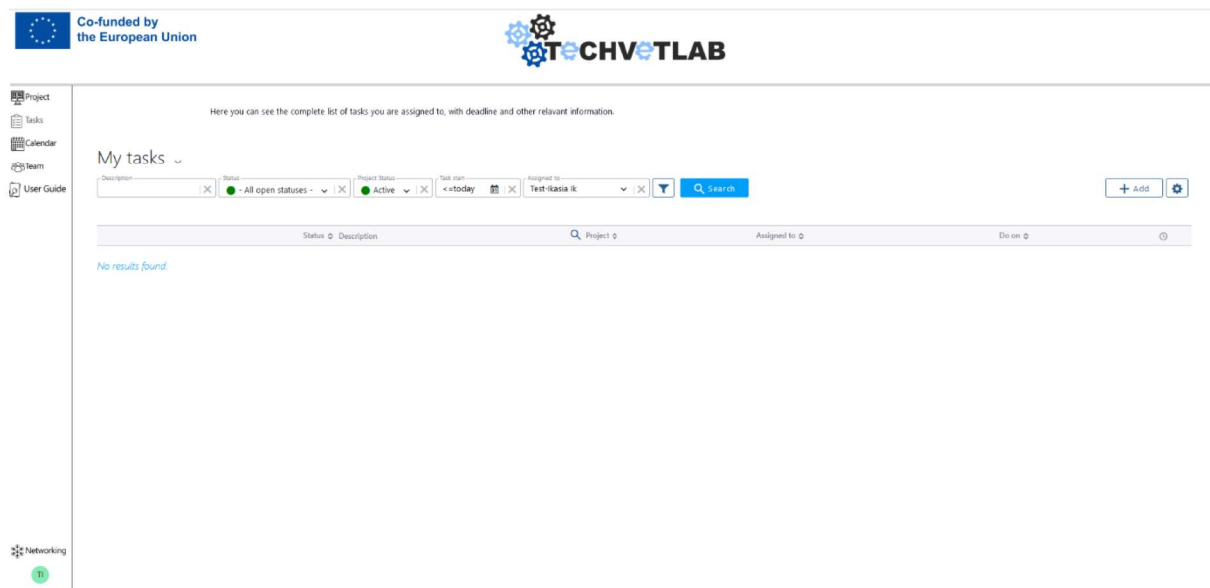 Co-funded by
the European Union
TECHVETLAB
Project
Tasks
Calendar
Team
User Guide
Here you can see the complete list of tasks you are assigned to, with deadline and other relavant information.
My tasks
Description Status Project Status Task start Assigned to
- All open statuses - Active <=today Test-Ikasia Ik Search + Add
Status Description Project Assigned to Do on
No results found.
Networking
TI